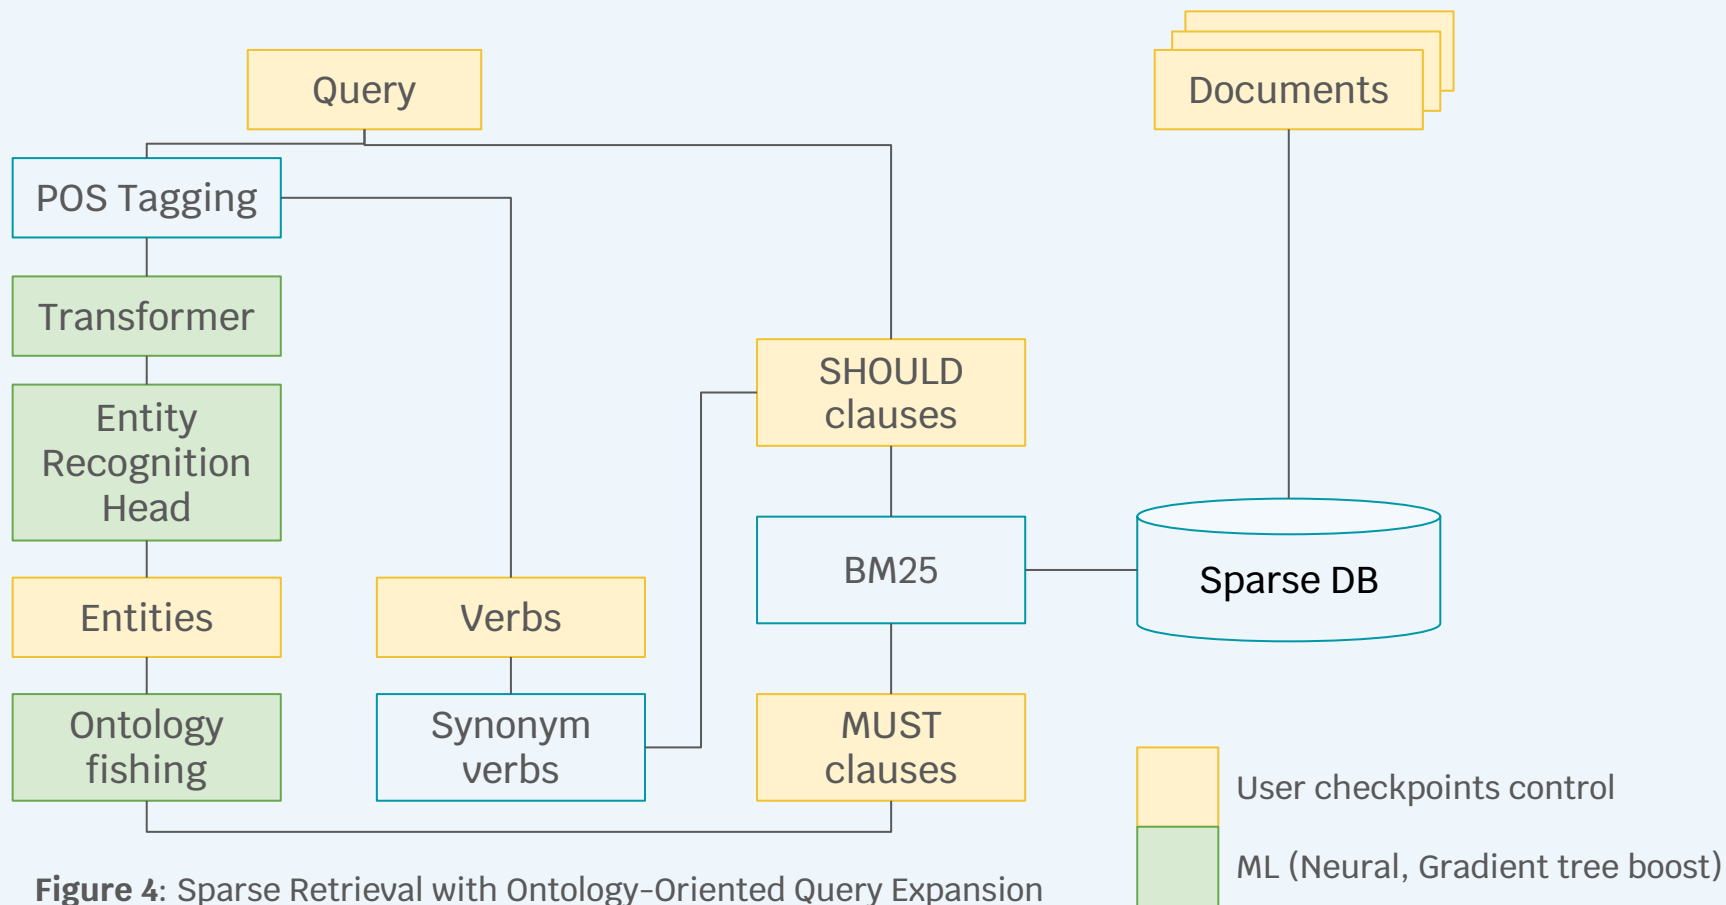 Query
Documents
POS Tagging
Transformer
SHOULD
clauses
Entity
Recognition
Head
BM25
Sparse DB
Entities
Verbs
Ontology
fishing
Synonym
verbs
MUST
clauses
User checkpoints control
ML (Neural, Gradient tree boost)
Figure 4: Sparse Retrieval with Ontology-Oriented Query Expansion